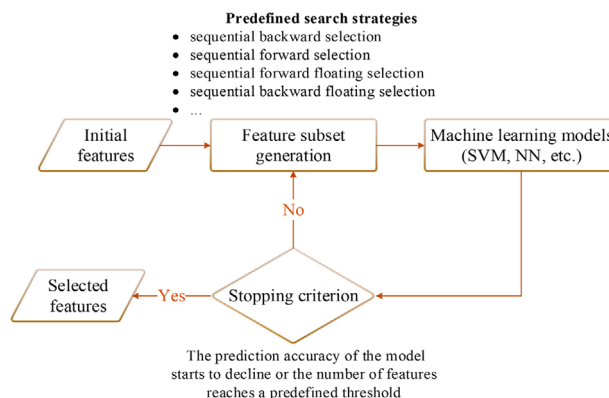 Predefined search strategies
• sequential backward selection
• sequential forward selection
• sequential forward floating selection
• sequential backward floating selection
• ...
Initial
features
Feature subset
generation
Machine learning models
(SVM, NN, etc.)
No
Selected
features
Yes
Stopping criterion
The prediction accuracy of the model
starts to decline or the number of features
reaches a predefined threshold